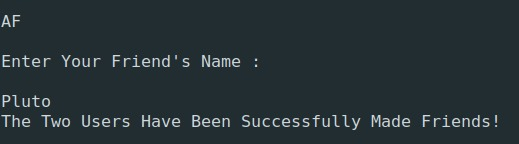 AF
Enter Your Friend's Name :
Pluto
The Two Users Have Been Successfully Made Friends!